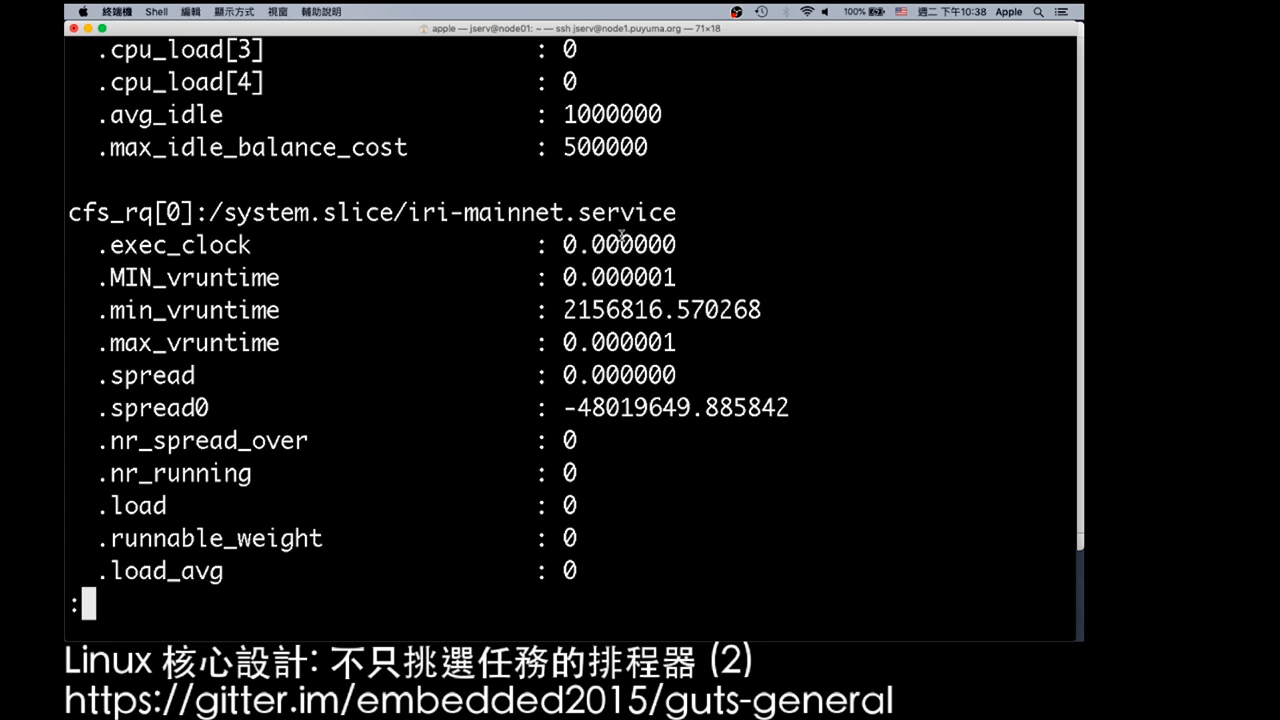 終端機 Shell 編輯 顯示方式 視窗 輔助說明 100% 週二 下午10:38 Apple
apple — jserv@node01: ~ — ssh jserv@node1.puyuma.org — 71×18
.cpu_load[3] : 0
.cpu_load[4] : 0
.avg_idle : 1000000
.max_idle_balance_cost : 500000
cfs_rq[0]:/system.slice/iri-mainnet.service
.exec_clock : 0.000000
.MIN_vruntime : 0.000001
.min_vruntime : 2156816.570268
.max_vruntime : 0.000001
.spread : 0.000000
.spread0 : -48019649.885842
.nr_spread_over : 0
.nr_running : 0
.load : 0
.runnable_weight : 0
.load_avg : 0
:
Linux 核心設計: 不只挑選任務的排程器 (2)
https://gitter.im/embedded2015/guts-general